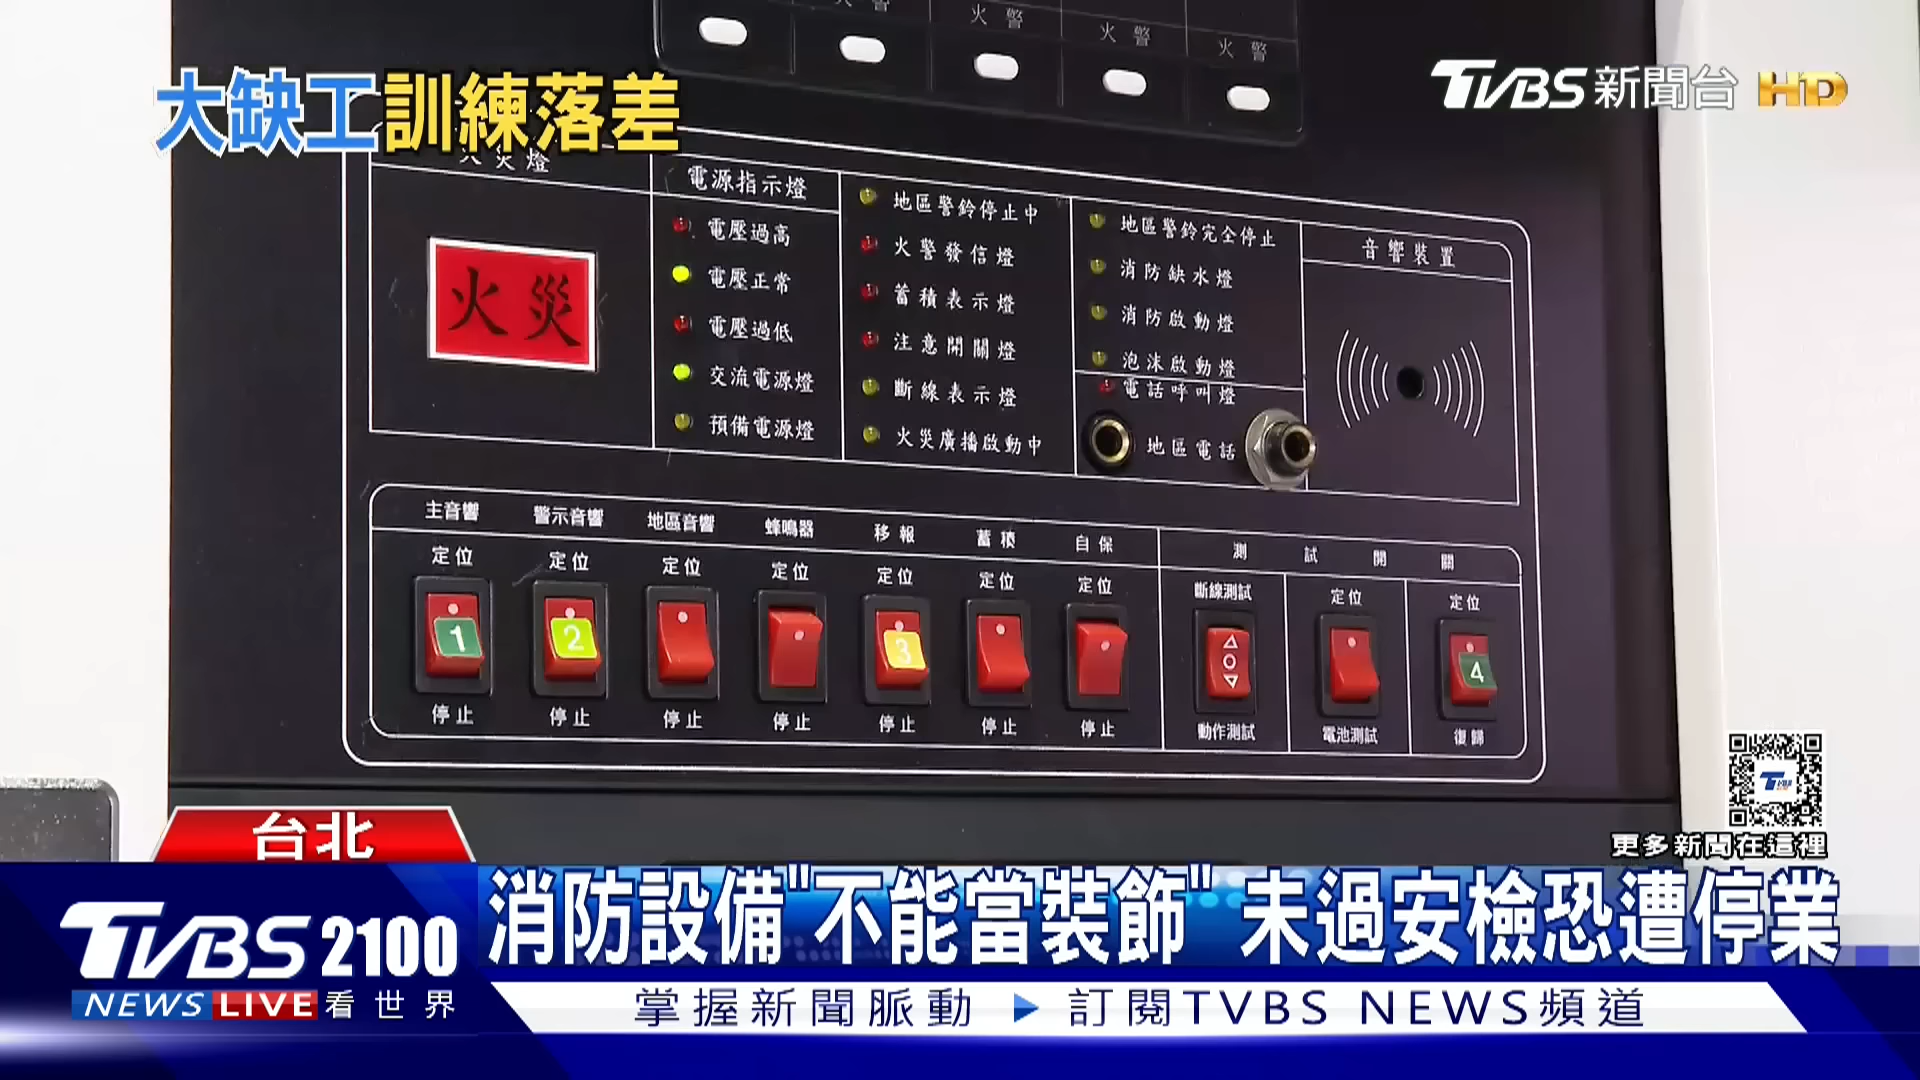 火警 火警 火警 火警
大缺工訓練落差
TVBS新聞台 HD
火災燈
火災
電源指示燈
電壓過高
電壓正常
電壓過低
交流電源燈
預備電源燈
地區警鈴停止中
火警發信燈
蓄積表示燈
注意開關燈
斷線表示燈
火災廣播啟動中
地區警鈴完全停止
消防缺水燈
消防啟動燈
泡沫啟動燈
電話呼叫燈
地區電話
音響裝置
主音響 警示音響 地區音響 蜂鳴器 移報 蓄積 自保 測試開關
定位 定位 定位 定位 定位 定位 定位 斷線測試 定位 定位
1 2 3 4
停止 停止 停止 停止 停止 停止 停止 動作測試 電池測試 復歸
更多新聞在這裡
台北
消防設備"不能當裝飾" 未過安檢恐遭停業
TVBS 2100
NEWS LIVE 看世界
掌握新聞脈動 ▶ 訂閱TVBS NEWS頻道